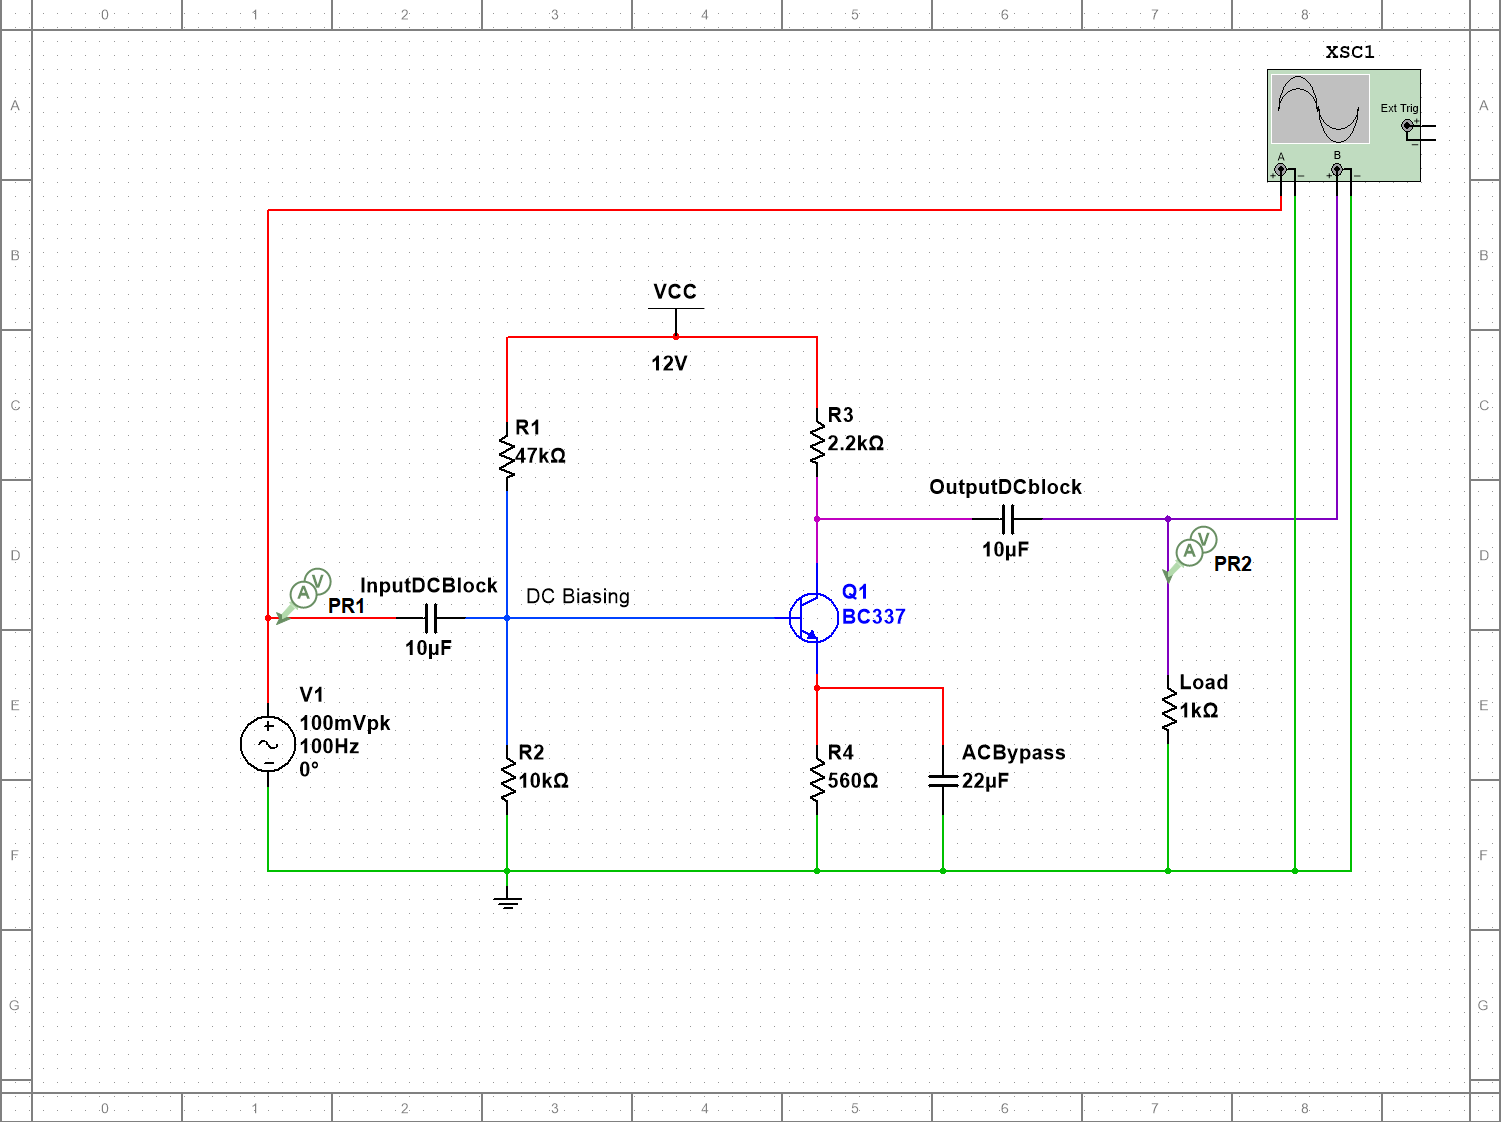 0 1 2 3 4 5 6 7 8
XSC1
A A
Ext Trig
+
−
A B
+ − + −
B B
VCC
12V
C C
R1
47kΩ
R3
2.2kΩ
OutputDCblock
10µF
D D
V
A
PR2
V
A
PR1
InputDCBlock
10µF
DC Biasing
Q1
BC337
E E
V1
100mVpk
100Hz
0°
R2
10kΩ
R4
560Ω
ACBypass
22µF
Load
1kΩ
F F
G G
0 1 2 3 4 5 6 7 8